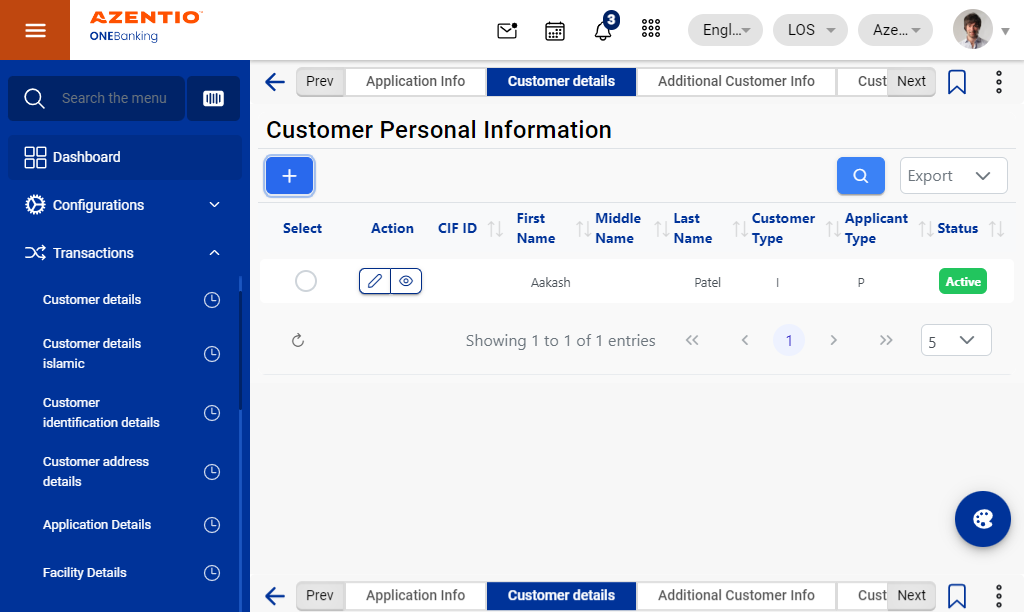 AZENTIO
ONEBanking
3
Engl...
LOS
Aze...
Search the menu
Dashboard
Configurations
Transactions
Customer details
Customer details
islamic
Customer
identification details
Customer address
details
Application Details
Facility Details
Prev
Application Info
Customer details
Additional Customer Info
Cust
Next
Customer Personal Information
+
Export
Select
Action
CIF ID
First
Name
Middle
Name
Last
Name
Customer
Type
Applicant
Type
Status
Aakash
Patel
I
P
Active
Showing 1 to 1 of 1 entries
1
5
Prev
Application Info
Customer details
Additional Customer Info
Cust
Next